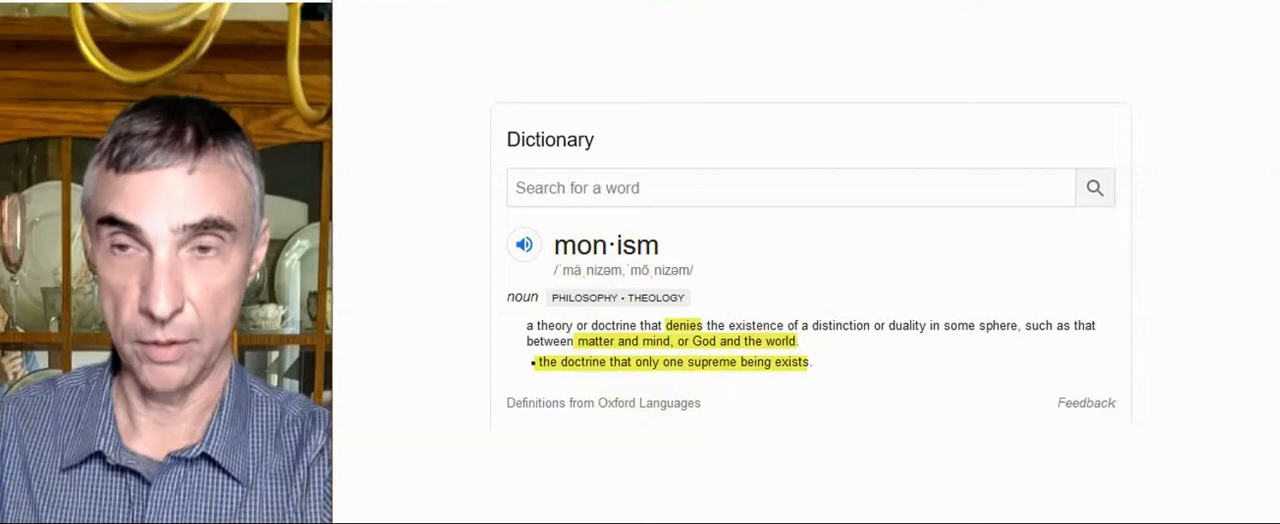 Dictionary
Search for a word
mon·ism
/ˈmäˌnizəm,ˈmōˌnizəm/
noun PHILOSOPHY • THEOLOGY
a theory or doctrine that denies the existence of a distinction or duality in some sphere, such as that
between matter and mind, or God and the world.
• the doctrine that only one supreme being exists.
Definitions from Oxford Languages Feedback